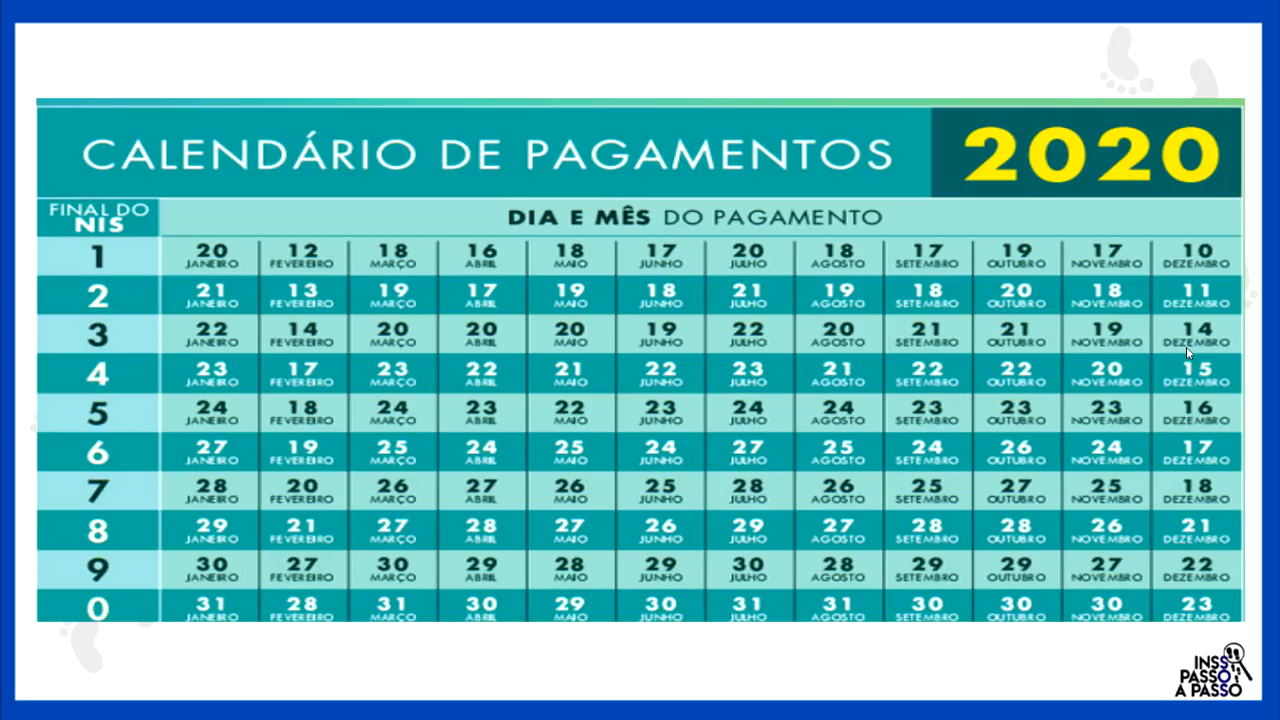 CALENDÁRIO DE PAGAMENTOS 2020
FINAL DO
NIS
DIA E MÊS DO PAGAMENTO
1 20 12 18 16 18 17 20 18 17 19 17 10
JANEIRO FEVEREIRO MARÇO ABRIL MAIO JUNHO JULHO AGOSTO SETEMBRO OUTUBRO NOVEMBRO DEZEMBRO
2 21 13 19 17 19 18 21 19 18 20 18 11
JANEIRO FEVEREIRO MARÇO ABRIL MAIO JUNHO JULHO AGOSTO SETEMBRO OUTUBRO NOVEMBRO DEZEMBRO
3 22 14 20 20 20 19 22 20 21 21 19 14
JANEIRO FEVEREIRO MARÇO ABRIL MAIO JUNHO JULHO AGOSTO SETEMBRO OUTUBRO NOVEMBRO DEZEMBRO
4 23 17 23 22 21 22 23 21 22 22 20 15
JANEIRO FEVEREIRO MARÇO ABRIL MAIO JUNHO JULHO AGOSTO SETEMBRO OUTUBRO NOVEMBRO DEZEMBRO
5 24 18 24 23 22 23 24 24 23 23 23 16
JANEIRO FEVEREIRO MARÇO ABRIL MAIO JUNHO JULHO AGOSTO SETEMBRO OUTUBRO NOVEMBRO DEZEMBRO
6 27 19 25 24 25 24 27 25 24 26 24 17
JANEIRO FEVEREIRO MARÇO ABRIL MAIO JUNHO JULHO AGOSTO SETEMBRO OUTUBRO NOVEMBRO DEZEMBRO
7 28 20 26 27 26 25 28 26 25 27 25 18
JANEIRO FEVEREIRO MARÇO ABRIL MAIO JUNHO JULHO AGOSTO SETEMBRO OUTUBRO NOVEMBRO DEZEMBRO
8 29 21 27 28 27 26 29 27 28 28 26 21
JANEIRO FEVEREIRO MARÇO ABRIL MAIO JUNHO JULHO AGOSTO SETEMBRO OUTUBRO NOVEMBRO DEZEMBRO
9 30 27 30 29 28 29 30 28 29 29 27 22
JANEIRO FEVEREIRO MARÇO ABRIL MAIO JUNHO JULHO AGOSTO SETEMBRO OUTUBRO NOVEMBRO DEZEMBRO
0 31 28 31 30 29 30 31 31 30 30 30 23
JANEIRO FEVEREIRO MARÇO ABRIL MAIO JUNHO JULHO AGOSTO SETEMBRO OUTUBRO NOVEMBRO DEZEMBRO
INSS
PASSO
A PASSO